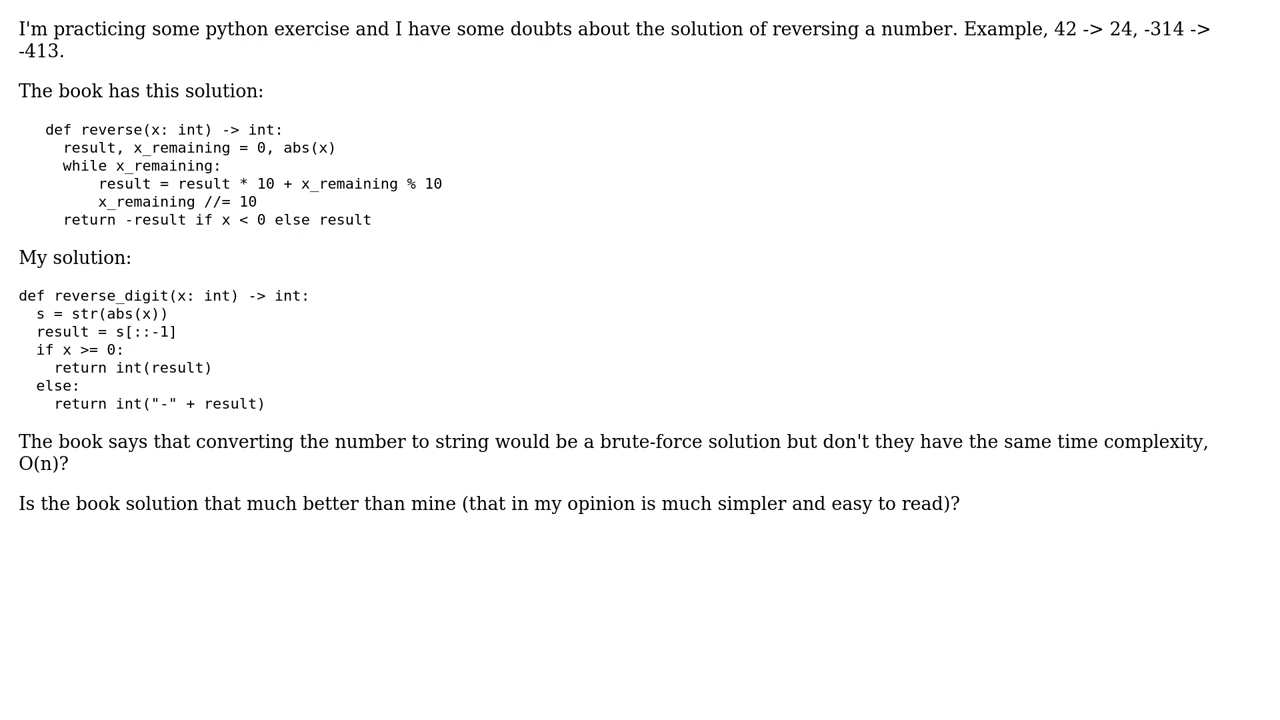 I'm practicing some python exercise and I have some doubts about the solution of reversing a number. Example, 42 -> 24, -314 ->
-413.
The book has this solution:
def reverse(x: int) -> int:
result, x_remaining = 0, abs(x)
while x_remaining:
result = result * 10 + x_remaining % 10
x_remaining //= 10
return -result if x < 0 else result
My solution:
def reverse_digit(x: int) -> int:
s = str(abs(x))
result = s[::-1]
if x >= 0:
return int(result)
else:
return int("-" + result)
The book says that converting the number to string would be a brute-force solution but don't they have the same time complexity,
O(n)?
Is the book solution that much better than mine (that in my opinion is much simpler and easy to read)?